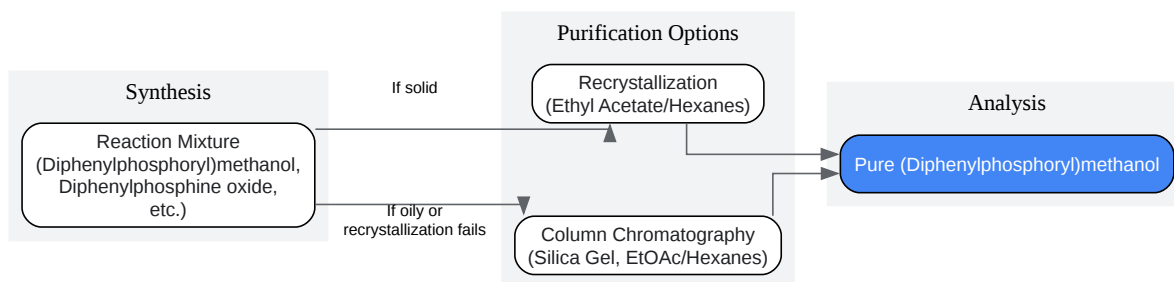 Synthesis
Reaction Mixture
(Diphenylphosphoryl)methanol,
Diphenylphosphine oxide,
etc.)
If solid
If oily or
recrystallization fails
Purification Options
Recrystallization
(Ethyl Acetate/Hexanes)
Column Chromatography
(Silica Gel, EtOAc/Hexanes)
Analysis
Pure (Diphenylphosphoryl)methanol